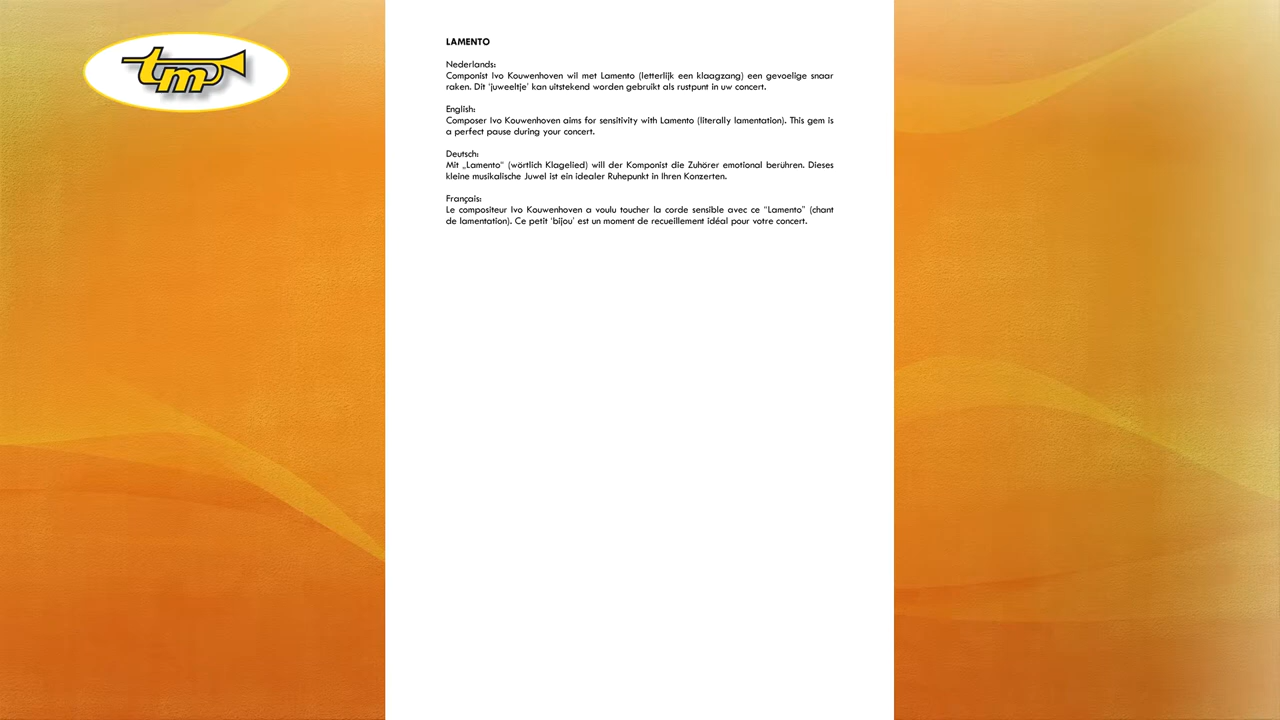 tm
LAMENTO
Nederlands:
Componist Ivo Kouwenhoven wil met Lamento (letterlijk een klaagzang) een gevoelige snaar
raken. Dit ‘juweeltje’ kan uitstekend worden gebruikt als rustpunt in uw concert.
English:
Composer Ivo Kouwenhoven aims for sensitivity with Lamento (literally lamentation). This gem is
a perfect pause during your concert.
Deutsch:
Mit „Lamento“ (wörtlich Klagelied) will der Komponist die Zuhörer emotional berühren. Dieses
kleine musikalische Juwel ist ein idealer Ruhepunkt in Ihren Konzerten.
Français:
Le compositeur Ivo Kouwenhoven a voulu toucher la corde sensible avec ce “Lamento” (chant
de lamentation). Ce petit ‘bijou’ est un moment de recueillement idéal pour votre concert.